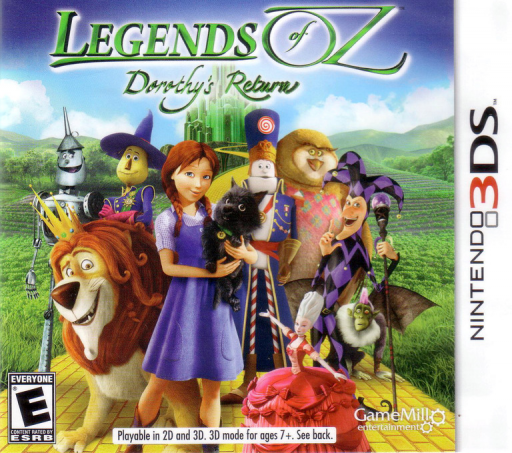 LEGENDS of OZ
Dorothy's Return
NINTENDO 3DS™
EVERYONE
E
CONTENT RATED BY
ESRB
Playable in 2D and 3D. 3D mode for ages 7+. See back.
GameMill
entertainment